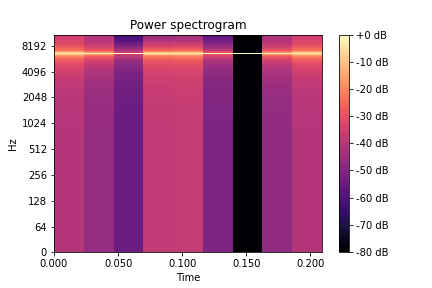 Power spectrogram
8192
4096
2048
1024
512
256
128
64
0
Hz
0.000
0.050
0.100
0.150
0.200
Time
+0 dB
-10 dB
-20 dB
-30 dB
-40 dB
-50 dB
-60 dB
-70 dB
-80 dB